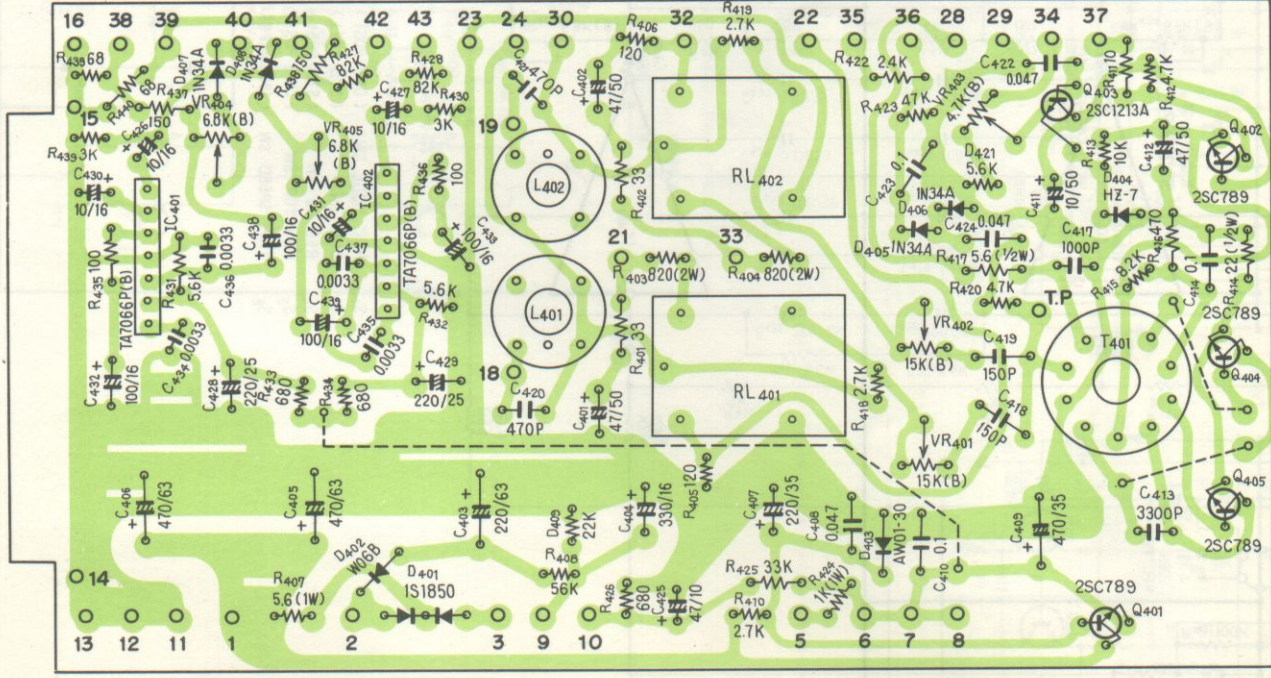 16 38 39 40 41 42 43 23 24 30 32 22 35 36 28 29 34 37
R438 68
R440 68
D407 1N34A
D408 1N34A
R438 150
R427 82K
R428 82K
C421 470P
C402 47/50
R406 120
R419 2.7K
R422 2.4K
C422 0.047
R411 10
R412 4.7K
15
R437 150
VR404 6.8K(B)
C427 10/16
R430 3K
19
R423 47K
VR403 4.7K(B)
Q403 2SC1213A
R439 3K
C426 10/16
VR405 6.8K (B)
R436 100
L402
R402 33
RL402
C423 0.1
D421 5.6K
R413 10K
C412 47/50
Q402 2SC789
C430 10/16
IC401 TA7066P(B)
C431 10/16
IC402 TA7066P(B)
D406 1N34A
C411 10/50
D404 HZ-7
R435 100
R431 5.6K
C436 0.0033
C438 100/16
C437 0.0033
C433 100/16
21
33
R403 820(2W)
R404 820(2W)
D405 1N34A
C424 0.047
R417 5.6(½W)
C417 1000P
R416 470
R415 8.2K
C414 0.1
R414 22 (½W)
C439 100/16
5.6K R432
L401
R401 33
RL401
R420 4.7K
T.P
2SC789 Q404
C434 0.0033
C435 0.0033
VR402 15K(B)
C419 150P
T401
C432 100/16
C428 220/25
R433 680
R434 680
C429 220/25
18
C420 470P
C401 47/50
R418 2.7K
C418 150P
VR401 15K(B)
C406 470/63
C405 470/63
C403 220/63
D409 22K
C404 330/16
R405 120
C407 220/35
C408 0.047
D403 AW01-30
C410 0.1
C409 470/35
C413 3300P
Q405 2SC789
14
D402 W06B
D401 1S1850
R408 56K
R407 5.6(1W)
R426 680
C425 47/10
R425 33K
R424 1K(1W)
R410 2.7K
2SC789 Q401
13 12 11 1 2 3 9 10 5 6 7 8